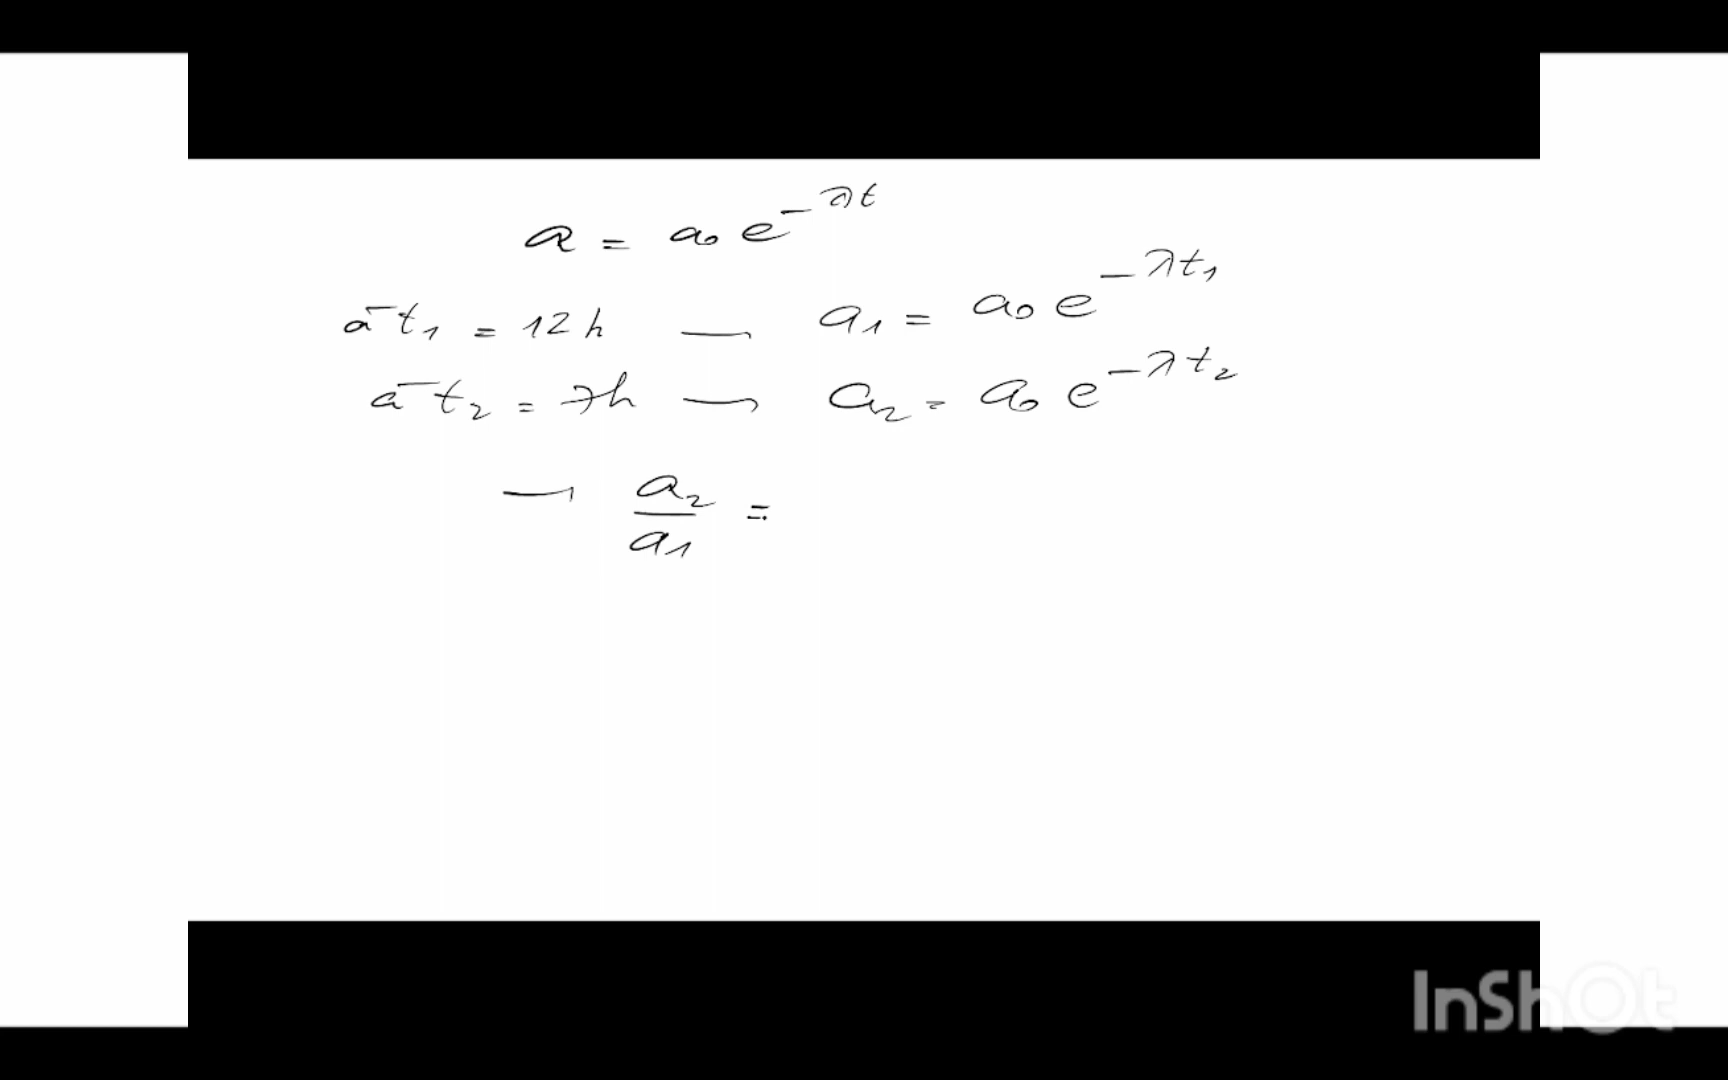 a = a₀ e^{-λt}
à t₁ = 12 h — a₁ = a₀ e^{-λt₁}
à t₂ = 7h — a₂ = a₀ e^{-λt₂}
— a₂/a₁ =
InShOt